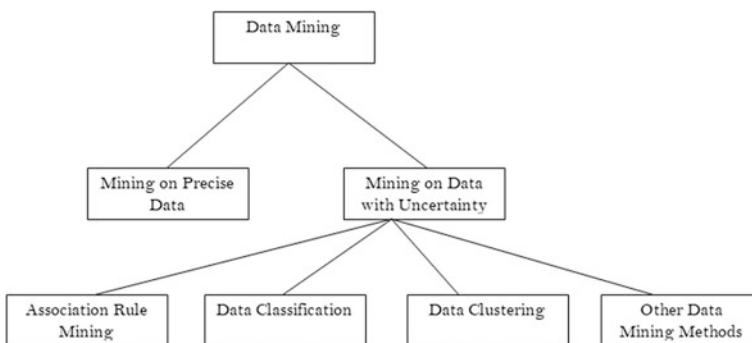 Data Mining
Mining on Precise
Data
Mining on Data
with Uncertainty
Association Rule
Mining
Data Classification
Data Clustering
Other Data
Mining Methods